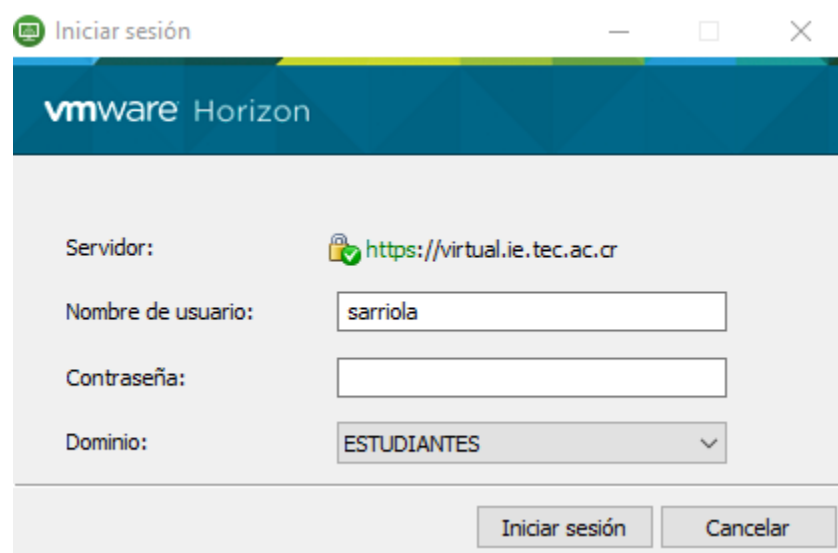 Iniciar sesión
vmware Horizon
Servidor: https://virtual.ie.tec.ac.cr
Nombre de usuario: sarriola
Contraseña:
Dominio: ESTUDIANTES
Iniciar sesión Cancelar